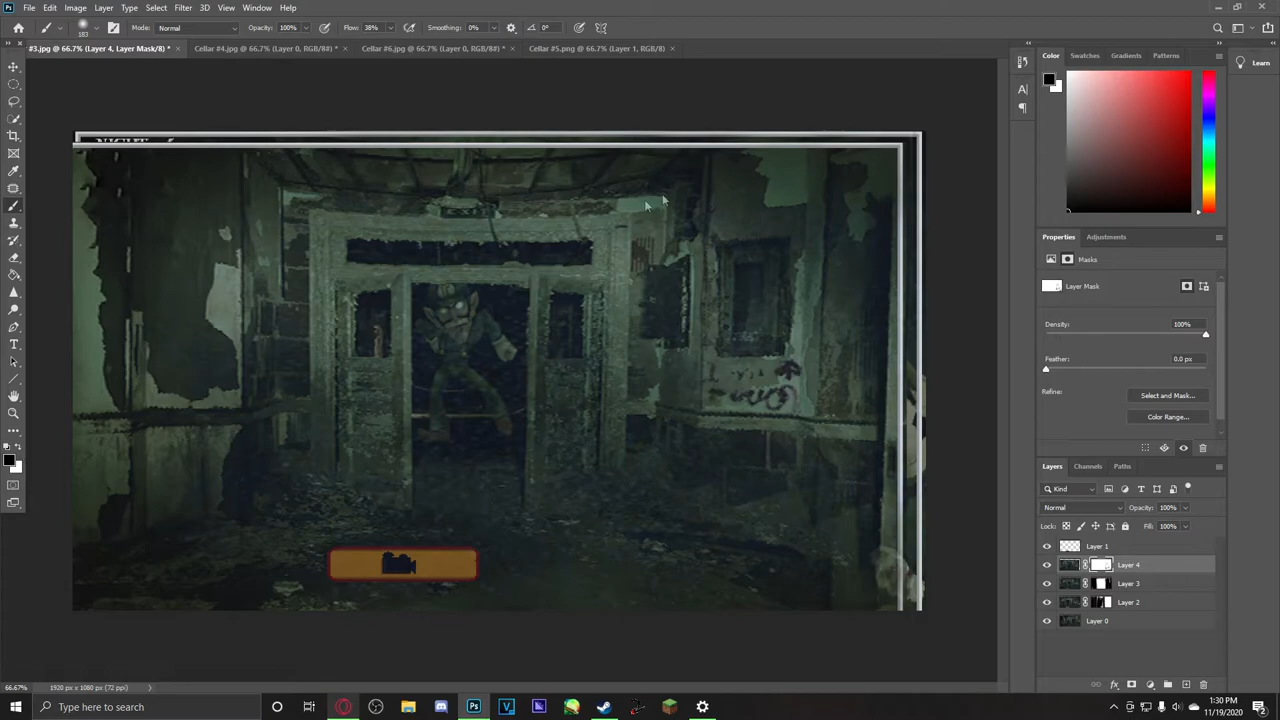 File Edit Image Layer Type Select Filter 3D View Window Help
Mode: Normal Opacity: 100% Flow: 38% Smoothing: 0% 0°
183
#3.jpg @ 66.7% (Layer 4, Layer Mask/8) * × Cellar #4.jpg @ 66.7% (Layer 0, RGB/8#) * × Cellar #6.jpg @ 66.7% (Layer 0, RGB/8#) * × Cellar #5.png @ 66.7% (Layer 1, RGB/8) ×
Color Swatches Gradients Patterns
Learn
Properties Adjustments
Masks
Layer Mask
Density: 100%
Feather: 0.0 px
Refine: Select and Mask...
Color Range...
Layers Channels Paths
Kind
Normal Opacity: 100%
Lock: Fill: 100%
Layer 1
Layer 4
Layer 3
Layer 2
Layer 0
66.67% 1920 px x 1080 px (72 ppi)
Type here to search
1:30 PM
11/19/2020